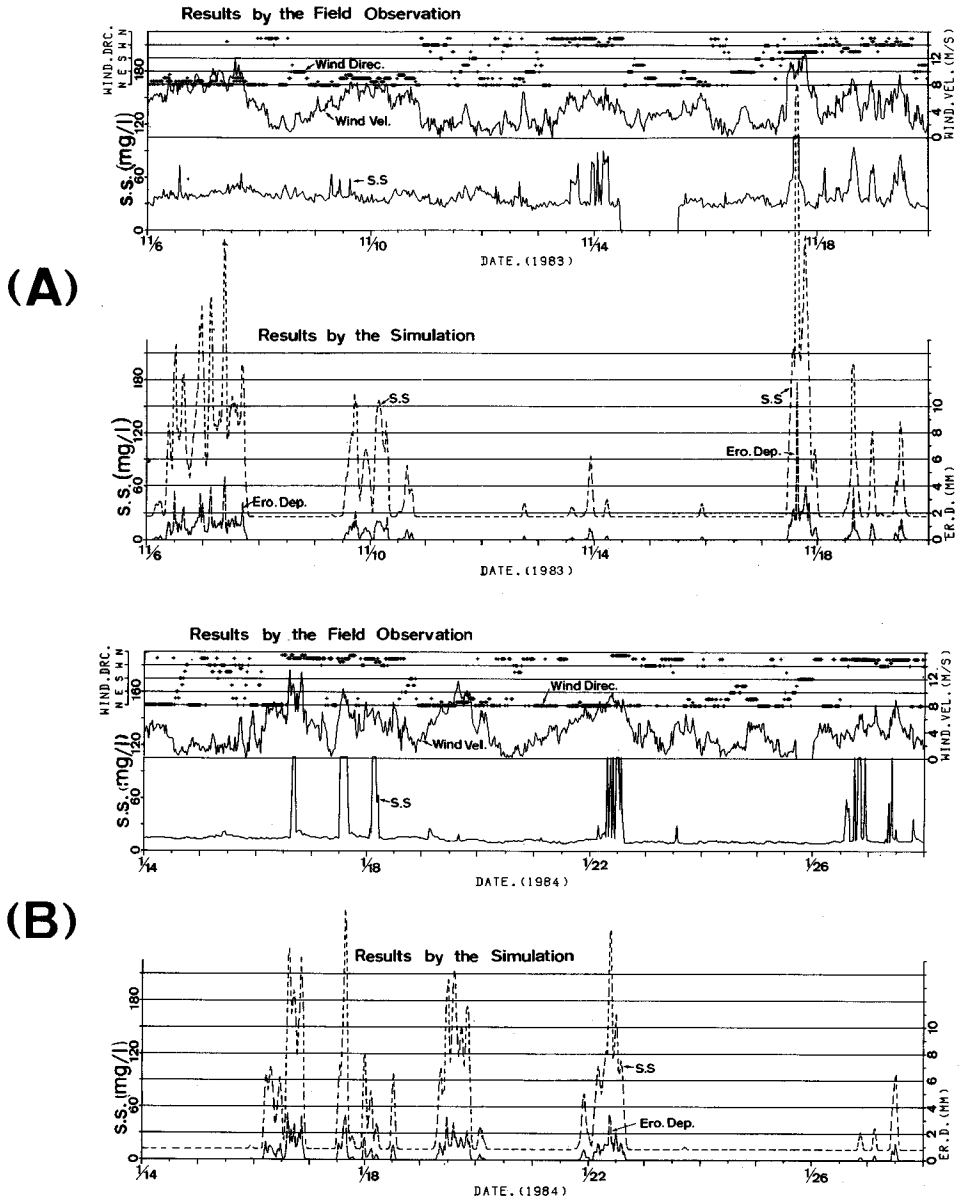 Results by the Field Observation
WIND.DRC.
N E S W N
Wind Direc.
Wind Vel.
S.S
S.S. (mg/l)
0 60 120 180
WIND.VEL.(M/S)
0 4 8 12
11/6 11/10 11/14 11/18
DATE.(1983)
(A)
Results by the Simulation
S.S
Ero. Dep.
S.S
Ero. Dep.
S.S. (mg/l)
0 60 120 180
ER.D.(MM)
0 2 4 6 8 10
11/6 11/10 11/14 11/18
DATE.(1983)
Results by the Field Observation
WIND.DRC.
N E S W N
Wind Direc.
Wind Vel.
S.S
S.S. (mg/l)
0 60 120 160
WIND.VEL.(M/S)
0 4 8 12
1/14 1/18 1/22 1/26
DATE.(1984)
(B)
Results by the Simulation
S.S
Ero. Dep.
S.S. (mg/l)
0 60 120 180
ER.D.(MM)
0 2 4 6 8 10
1/14 1/18 1/22 1/26
DATE.(1984)